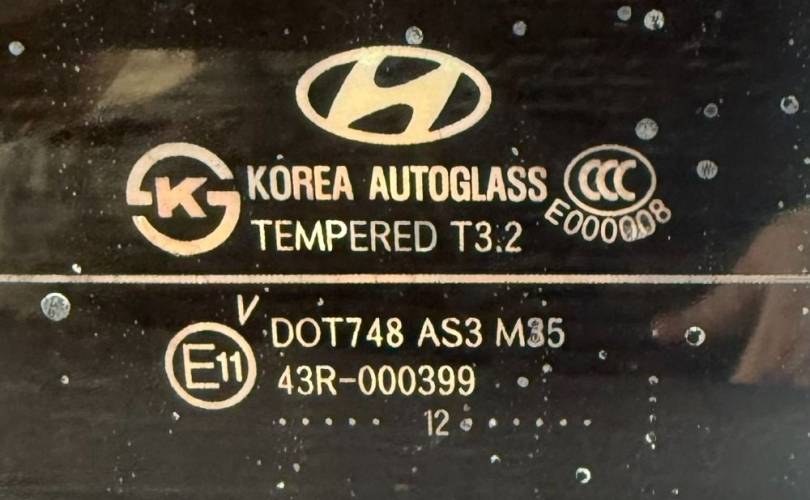 K
KOREA AUTOGLASS
CCC
E000008
TEMPERED T3.2
V
E11
DOT748 AS3 M35
43R-000399
..... 12 .......